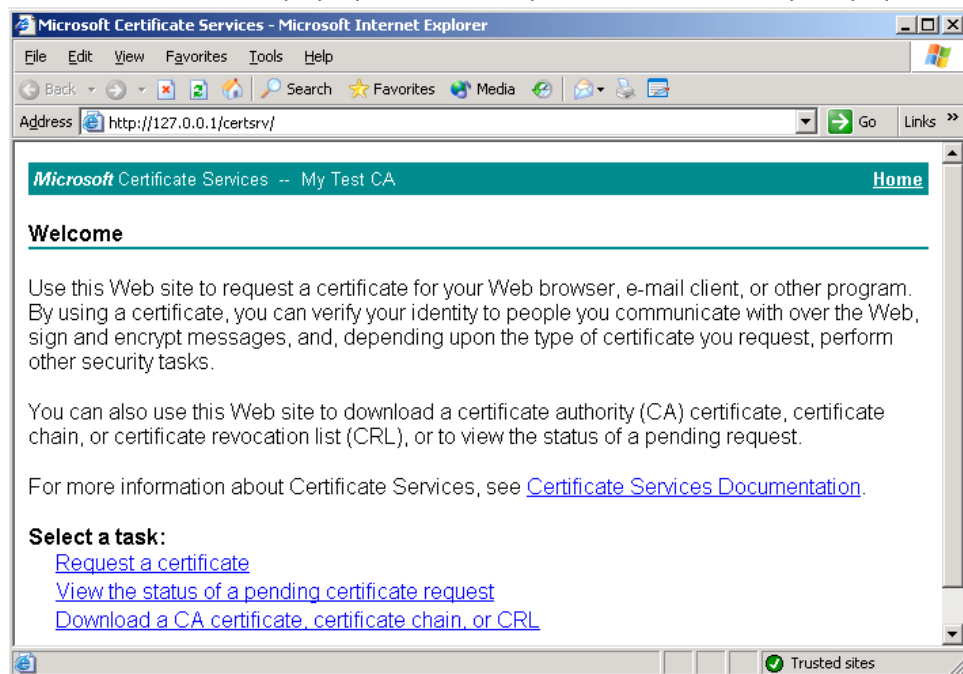 Microsoft Certificate Services - Microsoft Internet Explorer
File Edit View Favorites Tools Help
Back Search Favorites Media
Address http://127.0.0.1/certsrv/ Go Links »
Microsoft Certificate Services -- My Test CA Home
Welcome
Use this Web site to request a certificate for your Web browser, e-mail client, or other program.
By using a certificate, you can verify your identity to people you communicate with over the Web,
sign and encrypt messages, and, depending upon the type of certificate you request, perform
other security tasks.
You can also use this Web site to download a certificate authority (CA) certificate, certificate
chain, or certificate revocation list (CRL), or to view the status of a pending request.
For more information about Certificate Services, see Certificate Services Documentation.
Select a task:
Request a certificate
View the status of a pending certificate request
Download a CA certificate, certificate chain, or CRL
Trusted sites